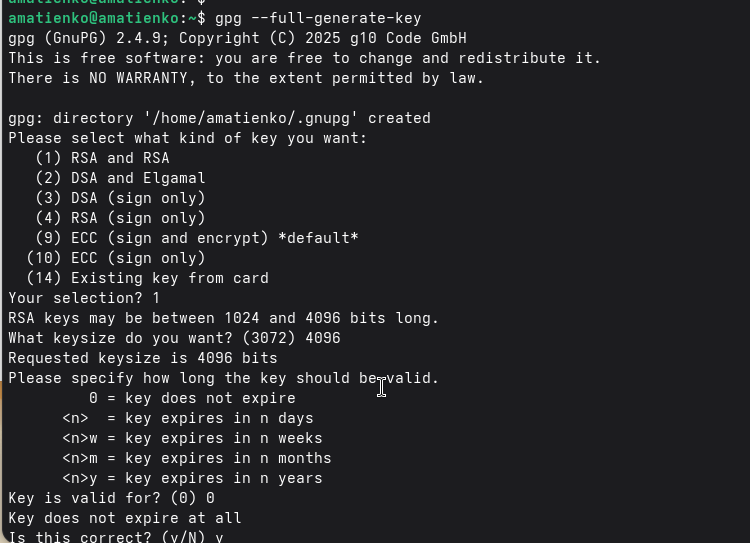 amatienko@amatienko:~$
amatienko@amatienko:~$ gpg --full-generate-key
gpg (GnuPG) 2.4.9; Copyright (C) 2025 g10 Code GmbH
This is free software: you are free to change and redistribute it.
There is NO WARRANTY, to the extent permitted by law.

gpg: directory '/home/amatienko/.gnupg' created
Please select what kind of key you want:
   (1) RSA and RSA
   (2) DSA and Elgamal
   (3) DSA (sign only)
   (4) RSA (sign only)
   (9) ECC (sign and encrypt) *default*
  (10) ECC (sign only)
  (14) Existing key from card
Your selection? 1
RSA keys may be between 1024 and 4096 bits long.
What keysize do you want? (3072) 4096
Requested keysize is 4096 bits
Please specify how long the key should be valid.
         0 = key does not expire
      <n>  = key expires in n days
      <n>w = key expires in n weeks
      <n>m = key expires in n months
      <n>y = key expires in n years
Key is valid for? (0) 0
Key does not expire at all
Is this correct? (y/N) y